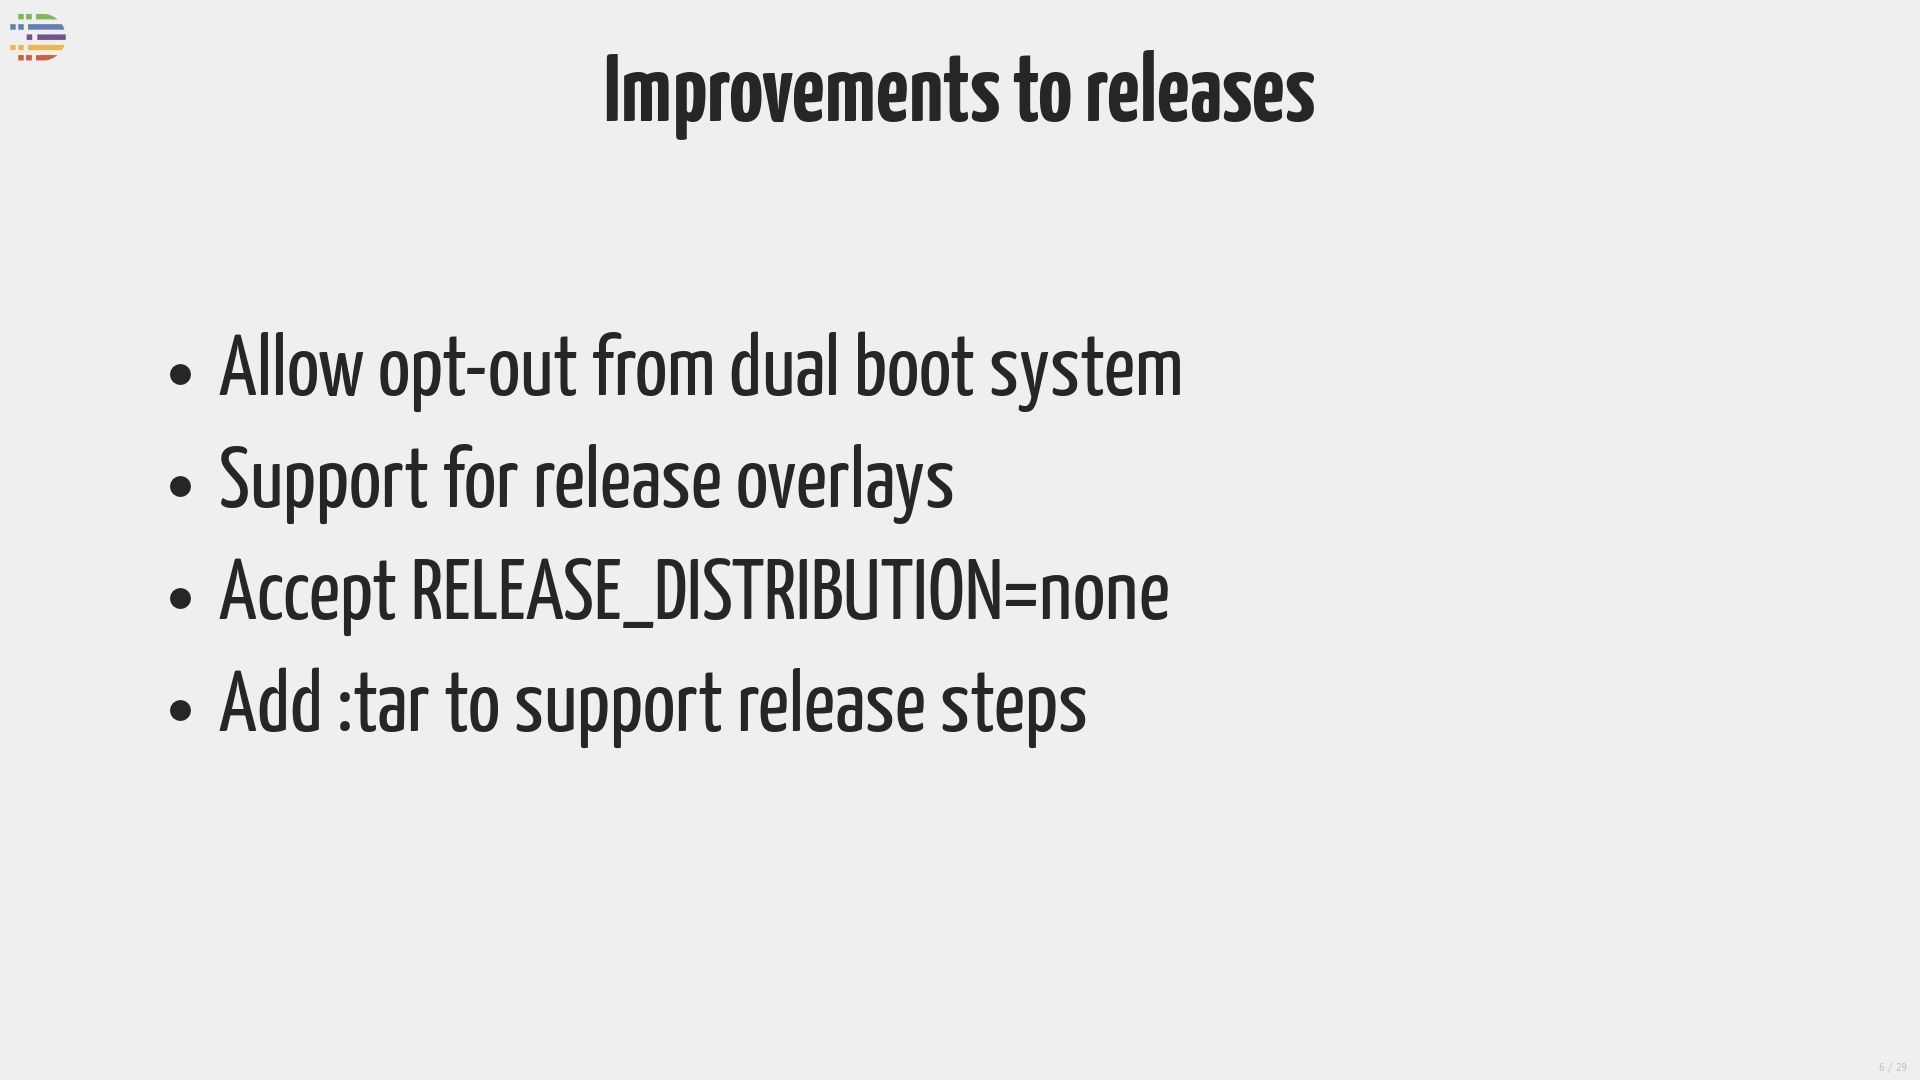 Improvements to releases
• Allow opt-out from dual boot system
• Support for release overlays
• Accept RELEASE_DISTRIBUTION=none
• Add :tar to support release steps
6 / 29